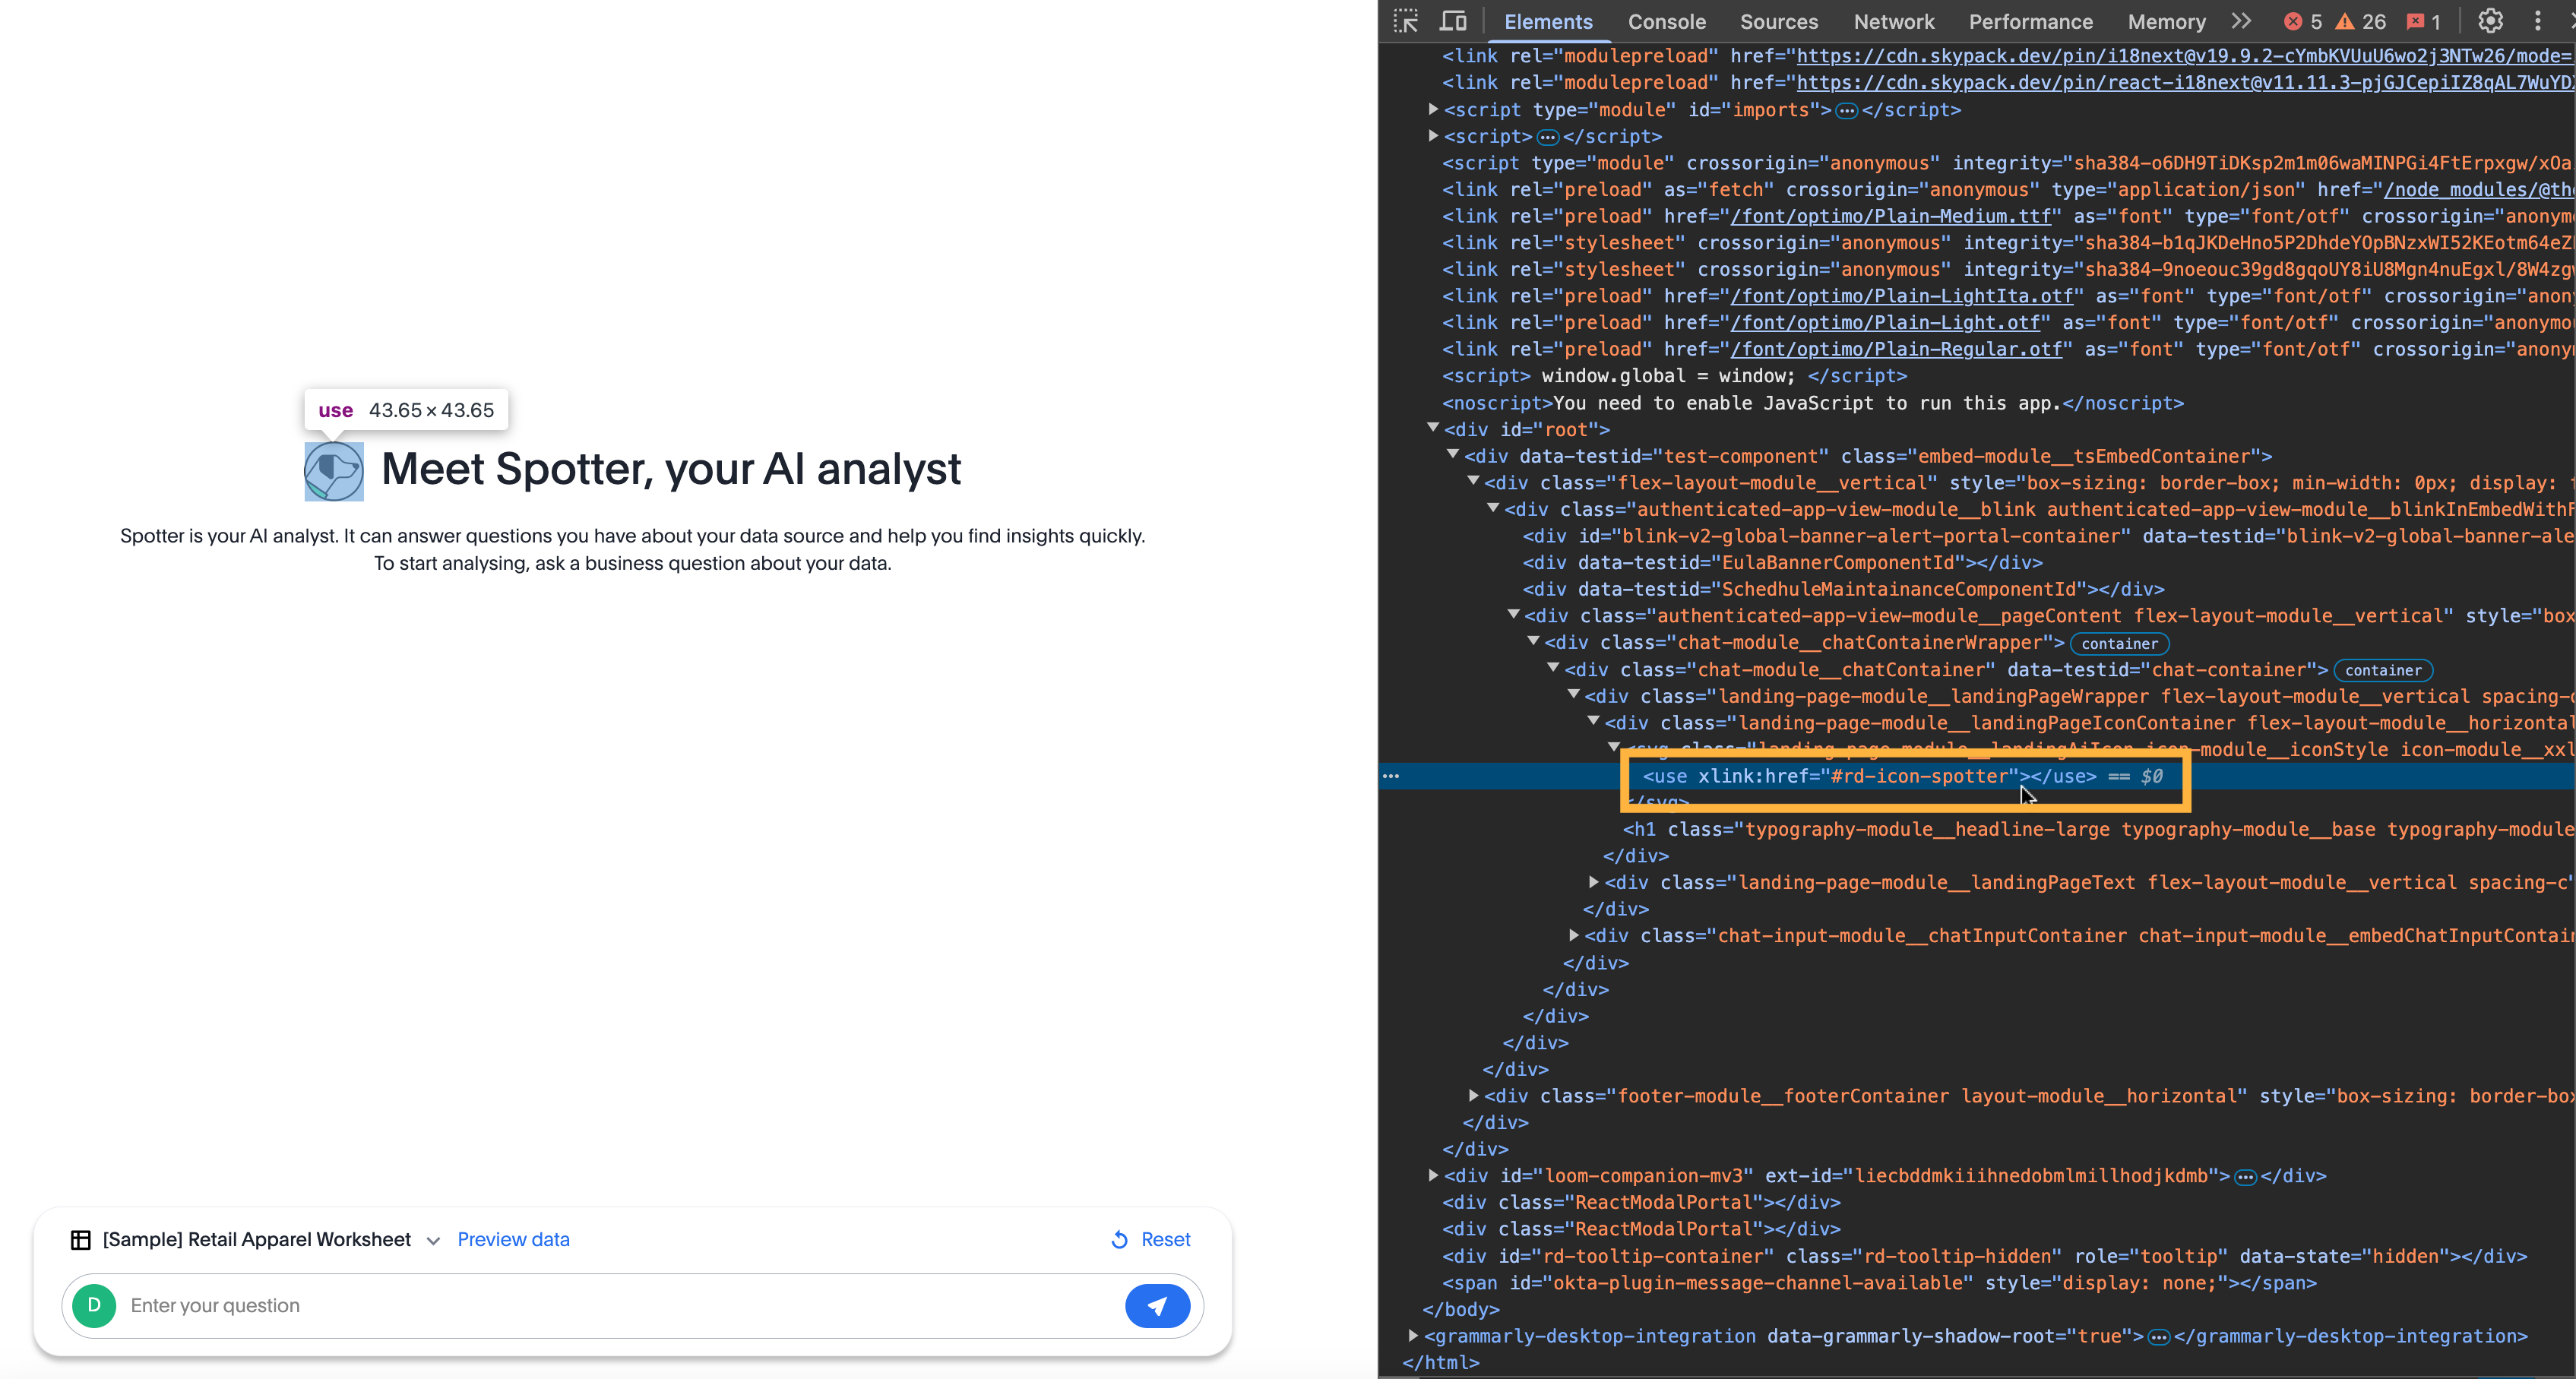 use 43.65 × 43.65
Meet Spotter, your AI analyst
Spotter is your AI analyst. It can answer questions you have about your data source and help you find insights quickly.
To start analysing, ask a business question about your data.
[Sample] Retail Apparel Worksheet Preview data Reset
D Enter your question
Elements Console Sources Network Performance Memory 5 26 1
<link rel="modulepreload" href="https://cdn.skypack.dev/pin/i18next@v19.9.2-cYmbKVUuU6wo2j3NTw26/mode=
<link rel="modulepreload" href="https://cdn.skypack.dev/pin/react-i18next@v11.11.3-pjGJCepiIZ8qAL7WuYD
<script type="module" id="imports">…</script>
<script>…</script>
<script type="module" crossorigin="anonymous" integrity="sha384-o6DH9TiDKsp2m1m06waMINPGi4FtErpxgw/xOa
<link rel="preload" as="fetch" crossorigin="anonymous" type="application/json" href="/node_modules/@th
<link rel="preload" href="/font/optimo/Plain-Medium.ttf" as="font" type="font/otf" crossorigin="anonym
<link rel="stylesheet" crossorigin="anonymous" integrity="sha384-b1qJKDeHno5P2DhdeYOpBNzxWI52KEotm64eZ
<link rel="stylesheet" crossorigin="anonymous" integrity="sha384-9noeouc39gd8gqoUY8iU8Mgn4nuEgxl/8W4zg
<link rel="preload" href="/font/optimo/Plain-LightIta.otf" as="font" type="font/otf" crossorigin="anon
<link rel="preload" href="/font/optimo/Plain-Light.otf" as="font" type="font/otf" crossorigin="anonymo
<link rel="preload" href="/font/optimo/Plain-Regular.otf" as="font" type="font/otf" crossorigin="anony
<script> window.global = window; </script>
<noscript>You need to enable JavaScript to run this app.</noscript>
<div id="root">
<div data-testid="test-component" class="embed-module__tsEmbedContainer">
<div class="flex-layout-module__vertical" style="box-sizing: border-box; min-width: 0px; display: f
<div class="authenticated-app-view-module__blink authenticated-app-view-module__blinkInEmbedWithF
<div id="blink-v2-global-banner-alert-portal-container" data-testid="blink-v2-global-banner-ale
<div data-testid="EulaBannerComponentId"></div>
<div data-testid="SchedhuleMaintainanceComponentId"></div>
<div class="authenticated-app-view-module__pageContent flex-layout-module__vertical" style="box
<div class="chat-module__chatContainerWrapper"> container
<div class="chat-module__chatContainer" data-testid="chat-container"> container
<div class="landing-page-module__landingPageWrapper flex-layout-module__vertical spacing-
<div class="landing-page-module__landingPageIconContainer flex-layout-module__horizontal
<svg class="landing-page-module__landingAiIcon icon-module__iconStyle icon-module__xxl
<use xlink:href="#rd-icon-spotter"></use> == $0
</svg>
<h1 class="typography-module__headline-large typography-module__base typography-module
</div>
<div class="landing-page-module__landingPageText flex-layout-module__vertical spacing-c
</div>
<div class="chat-input-module__chatInputContainer chat-input-module__embedChatInputContai
</div>
</div>
</div>
</div>
</div>
<div class="footer-module__footerContainer layout-module__horizontal" style="box-sizing: border-box
</div>
</div>
<div id="loom-companion-mv3" ext-id="liecbddmkiiihnedobmlmillhodjkdmb">…</div>
<div class="ReactModalPortal"></div>
<div class="ReactModalPortal"></div>
<div id="rd-tooltip-container" class="rd-tooltip-hidden" role="tooltip" data-state="hidden"></div>
<span id="okta-plugin-message-channel-available" style="display: none;"></span>
</body>
<grammarly-desktop-integration data-grammarly-shadow-root="true">…</grammarly-desktop-integration>
</html>